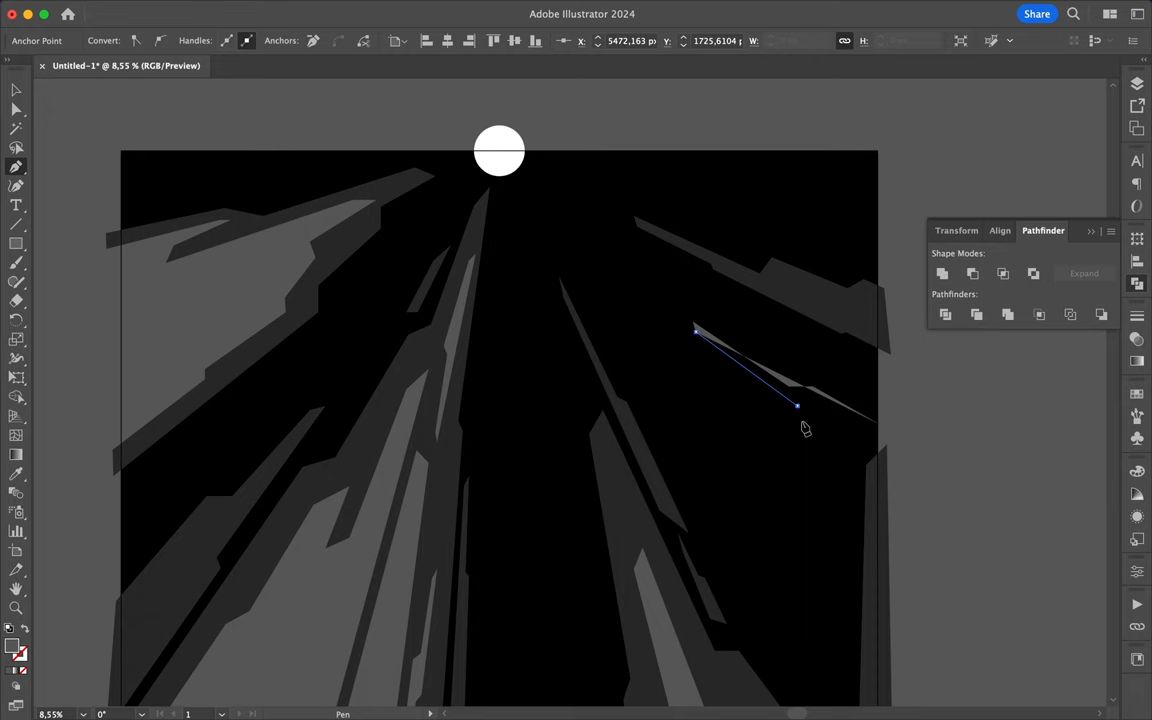 Adobe Illustrator 2024
Share
Anchor Point
Convert:
Handles:
Anchors:
X:
5472,163 px
Y:
1725,6104 p
W:
H:
Untitled-1* @ 8,55 % (RGB/Preview)
Transform
Align
Pathfinder
Shape Modes:
Expand
Pathfinders:
8,55%
0°
1
Pen